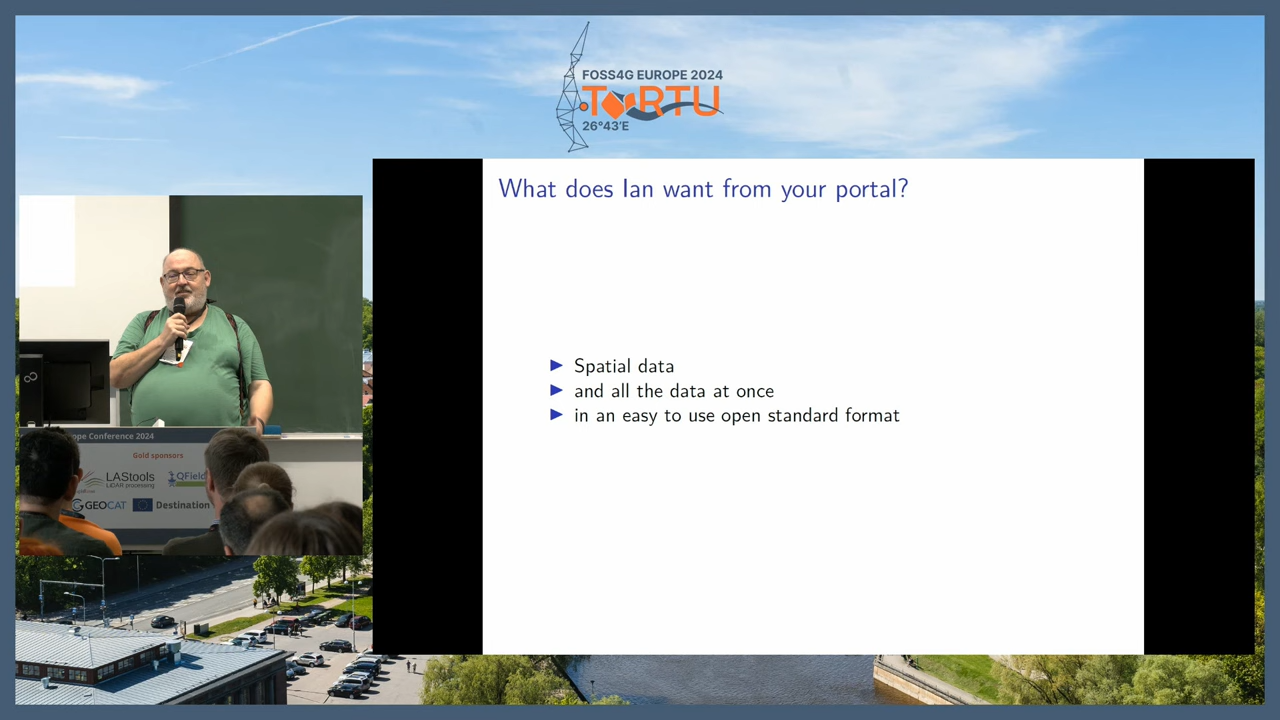 FOSS4G EUROPE 2024
TORTU
26°43'E
What does Ian want from your portal?
Spatial data
and all the data at once
in an easy to use open standard format
ope Conference 2024
Gold sponsors
LAStools
LiDAR processing
QField
GEOCAT
Destination